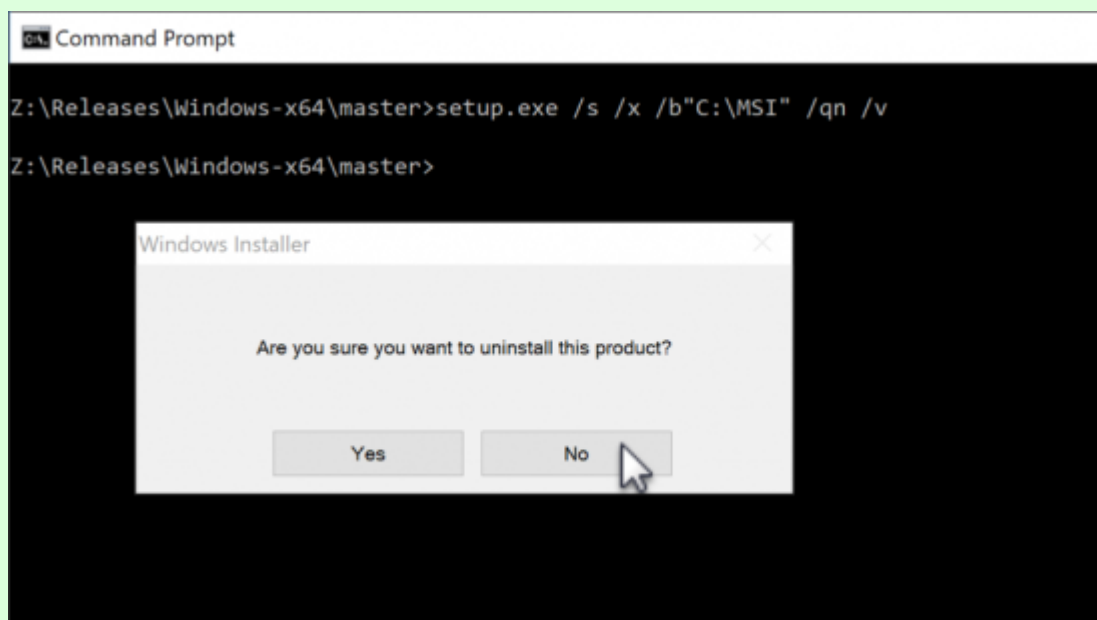 Command Prompt
Z:\Releases\Windows-x64\master>setup.exe /s /x /b"C:\MSI" /qn /v
Z:\Releases\Windows-x64\master>
Windows Installer
Are you sure you want to uninstall this product?
Yes No